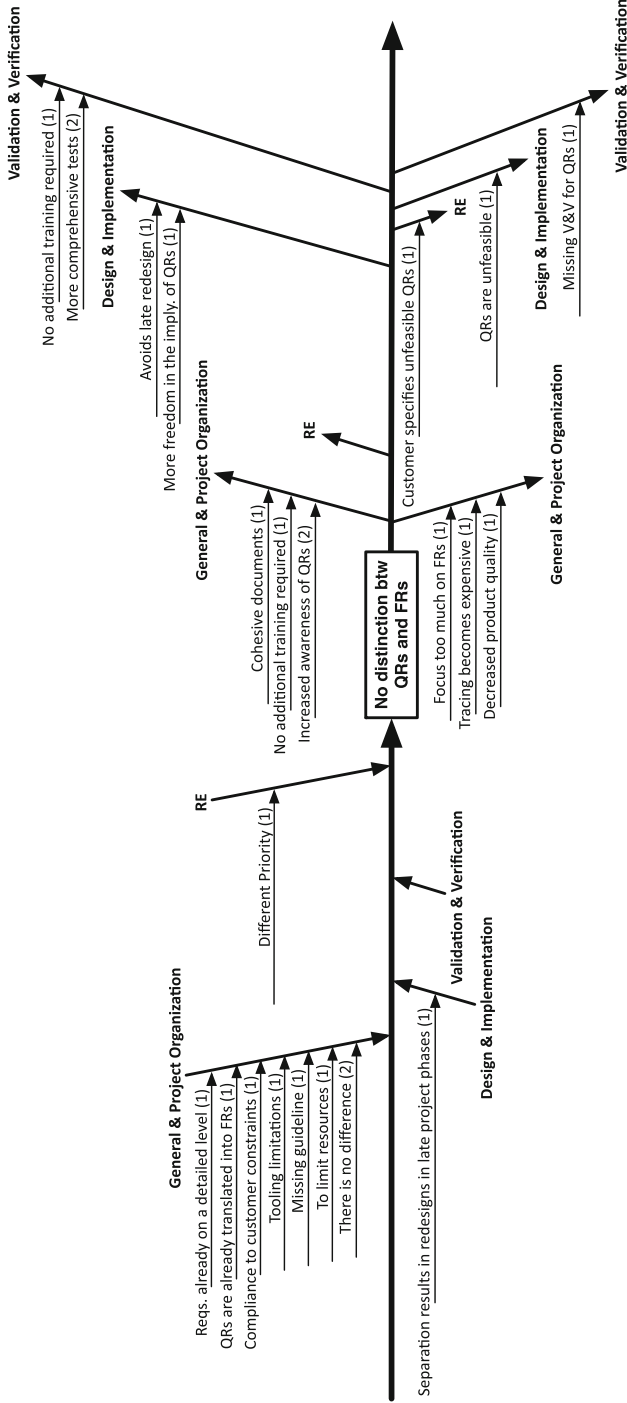 General & Project Organization
Reqs. already on a detailed level (1)
QRs are already translated into FRs (1)
Compliance to customer constraints (1)
Tooling limitations (1)
Missing guideline (1)
To limit resources (1)
There is no difference (2)
RE
Different Priority (1)
Separation results in redesigns in late project phases (1)
Design & Implementation
Validation & Verification
No distinction btw
QRs and FRs
General & Project Organization
Cohesive documents (1)
No additional training required (1)
Increased awareness of QRs (2)
RE
Design & Implementation
Avoids late redesign (1)
More freedom in the imply. of QRs (1)
Validation & Verification
No additional training required (1)
More comprehensive tests (2)
Focus too much on FRs (1)
Tracing becomes expensive (1)
Decreased product quality (1)
General & Project Organization
Customer specifies unfeasible QRs (1)
RE
QRs are unfeasible (1)
Design & Implementation
Missing V&V for QRs (1)
Validation & Verification